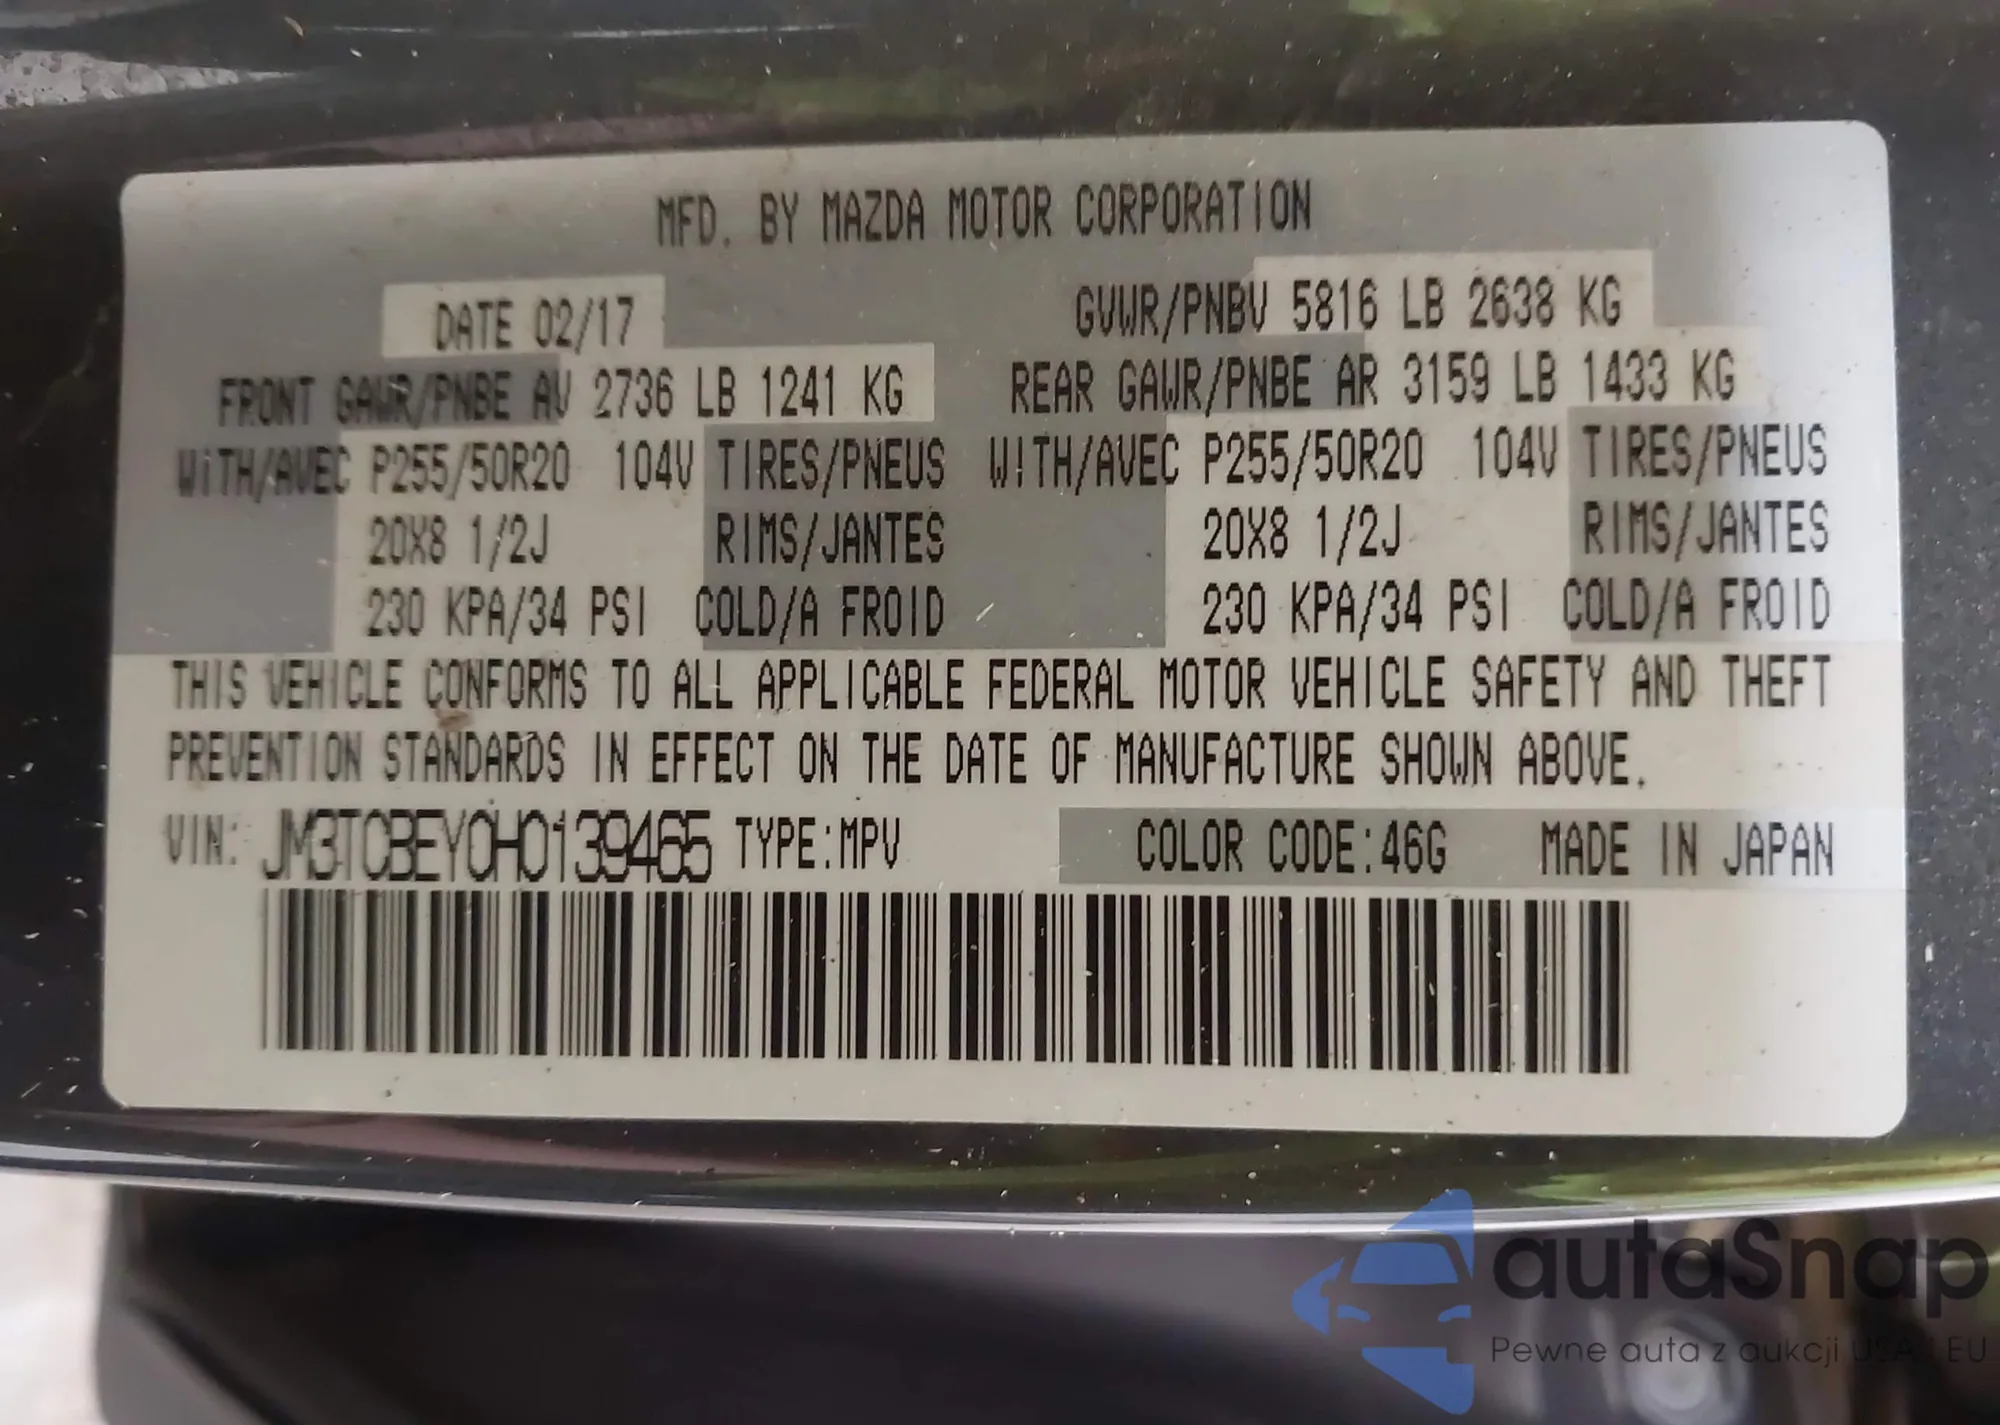 MFD. BY MAZDA MOTOR CORPORATION
DATE 02/17 GVWR/PNBV 5816 LB 2638 KG
FRONT GAWR/PNBE AV 2736 LB 1241 KG REAR GAWR/PNBE AR 3159 LB 1433 KG
WITH/AVEC P255/50R20 104V TIRES/PNEUS WITH/AVEC P255/50R20 104V TIRES/PNEUS
20X8 1/2J RIMS/JANTES 20X8 1/2J RIMS/JANTES
230 KPA/34 PSI COLD/A FROID 230 KPA/34 PSI COLD/A FROID
THIS VEHICLE CONFORMS TO ALL APPLICABLE FEDERAL MOTOR VEHICLE SAFETY AND THEFT
PREVENTION STANDARDS IN EFFECT ON THE DATE OF MANUFACTURE SHOWN ABOVE.
VIN: JM3TCBEY0H0139465 TYPE:MPV COLOR CODE:46G MADE IN JAPAN
autaSnap
Pewne auta z aukcji USA i EU